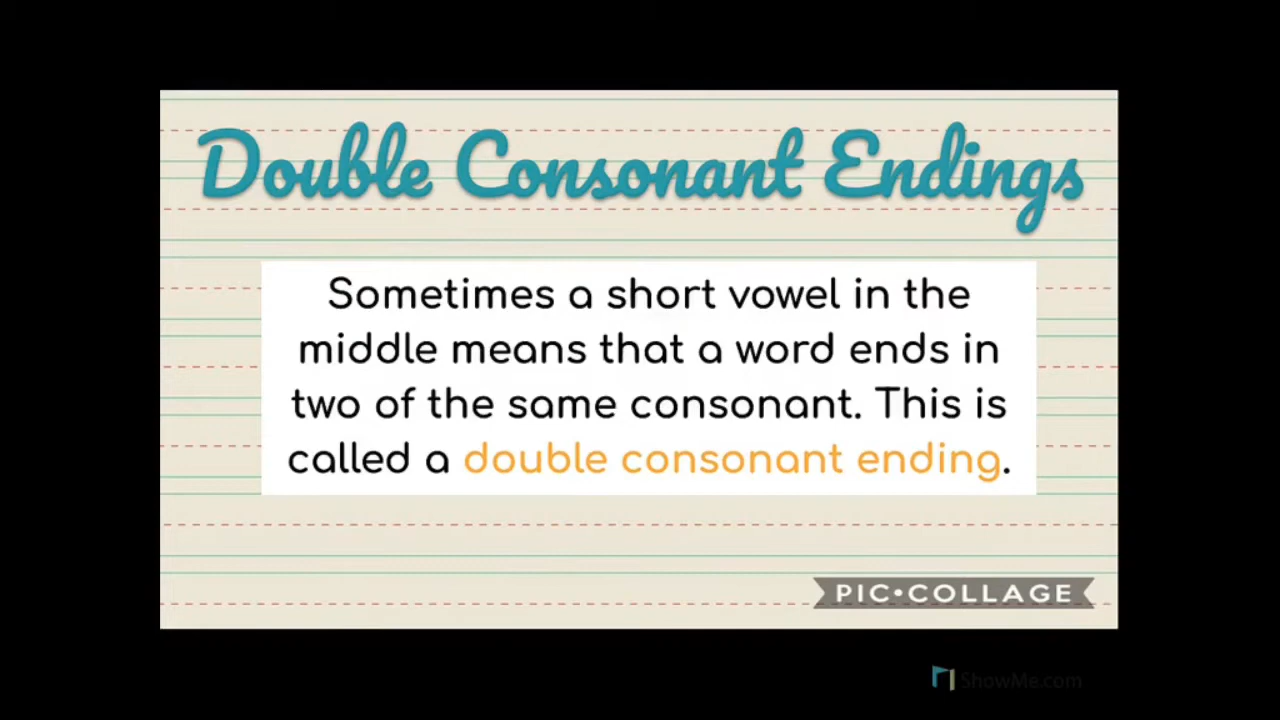 Double Consonant Endings
Sometimes a short vowel in the
middle means that a word ends in
two of the same consonant. This is
called a double consonant ending.
PIC•COLLAGE
ShowMe.com